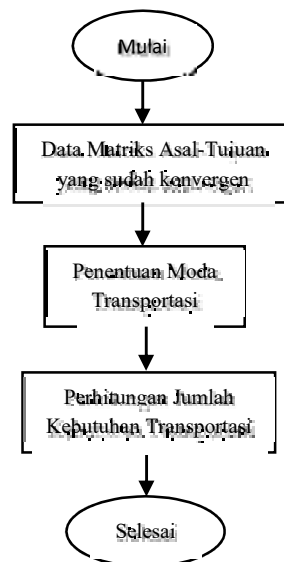 Mulai
Data Matriks Asal-Tujuan
yang sudah konvergen
Penentuan Moda
Transportasi
Perhitungan Jumlah
Kebutuhan Transportasi
Selesai